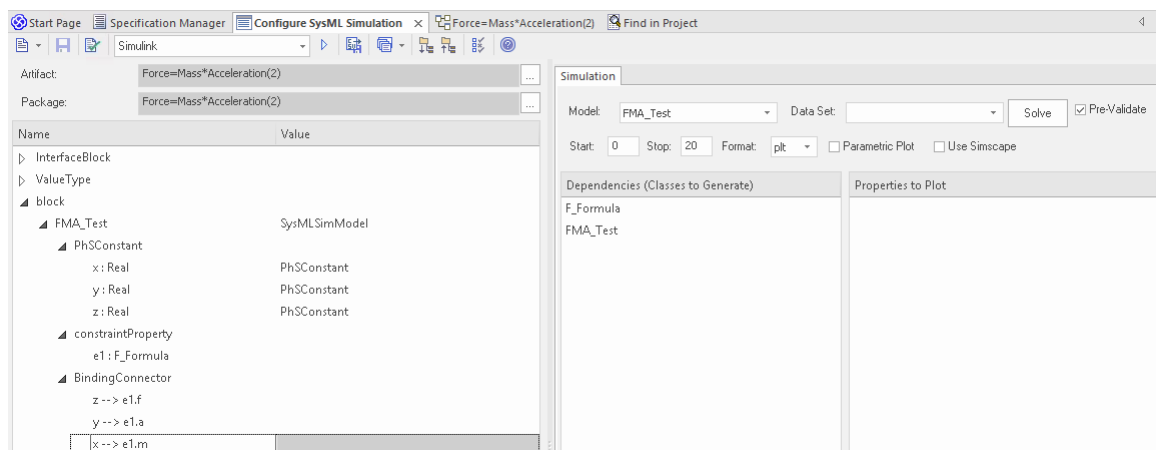 Start Page Specification Manager Configure SysML Simulation × Force=Mass*Acceleration(2) Find in Project
Simulink
Artifact: Force=Mass*Acceleration(2) ...
Package: Force=Mass*Acceleration(2) ...
Name Value
InterfaceBlock
ValueType
block
FMA_Test SysMLSimModel
PhSConstant
x : Real PhSConstant
y : Real PhSConstant
z : Real PhSConstant
constraintProperty
e1 : F_Formula
BindingConnector
z --> e1.f
y --> e1.a
x --> e1.m
Simulation
Model: FMA_Test Data Set: Solve Pre-Validate
Start: 0 Stop: 20 Format: plt Parametric Plot Use Simscape
Dependencies (Classes to Generate) Properties to Plot
F_Formula
FMA_Test